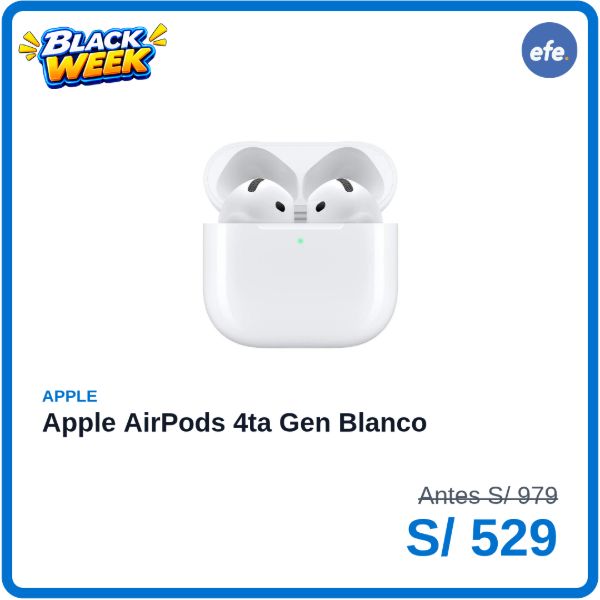 BLACK
WEEK
efe.
APPLE
Apple AirPods 4ta Gen Blanco
Antes S/ 979
S/ 529